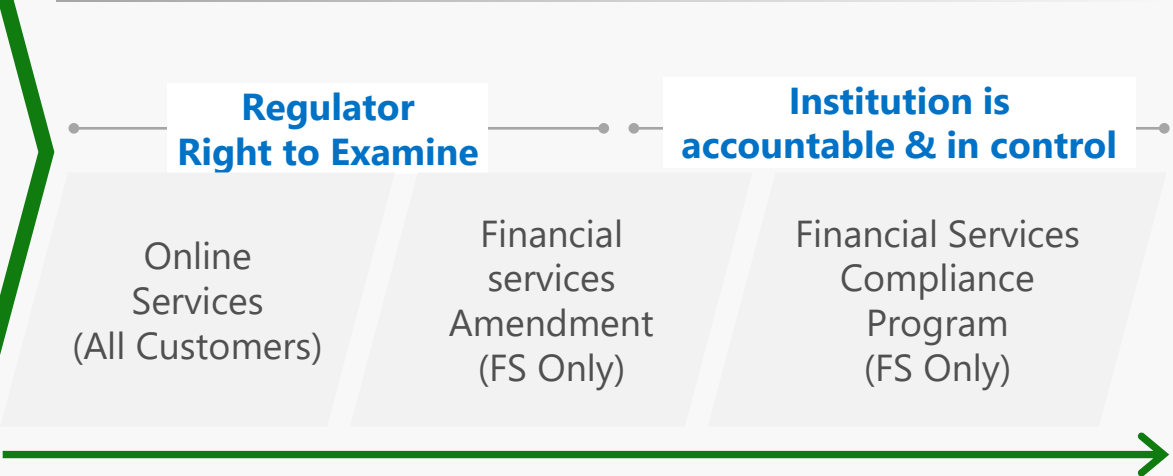 Regulator
Right to Examine
Institution is
accountable & in control
Online
Services
(All Customers)
Financial
services
Amendment
(FS Only)
Financial Services
Compliance
Program
(FS Only)